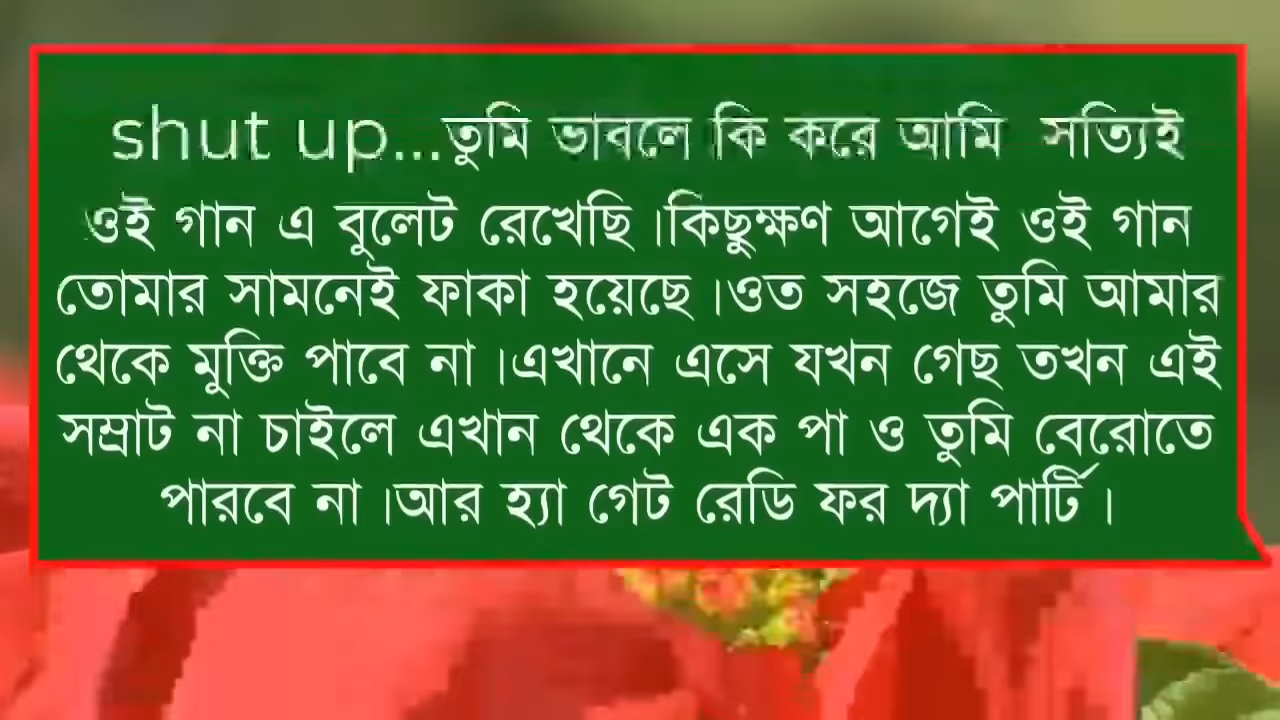 shut up...তুমি ভাবলে কি করে আমি সত্যিই
ওই গান এ বুলেট রেখেছি।কিছুক্ষণ আগেই ওই গান
তোমার সামনেই ফাকা হয়েছে।ওত সহজে তুমি আমার
থেকে মুক্তি পাবে না।এখানে এসে যখন গেছ তখন এই
সম্রাট না চাইলে এখান থেকে এক পা ও তুমি বেরোতে
পারবে না।আর হ্যা গেট রেডি ফর দ্যা পার্টি।